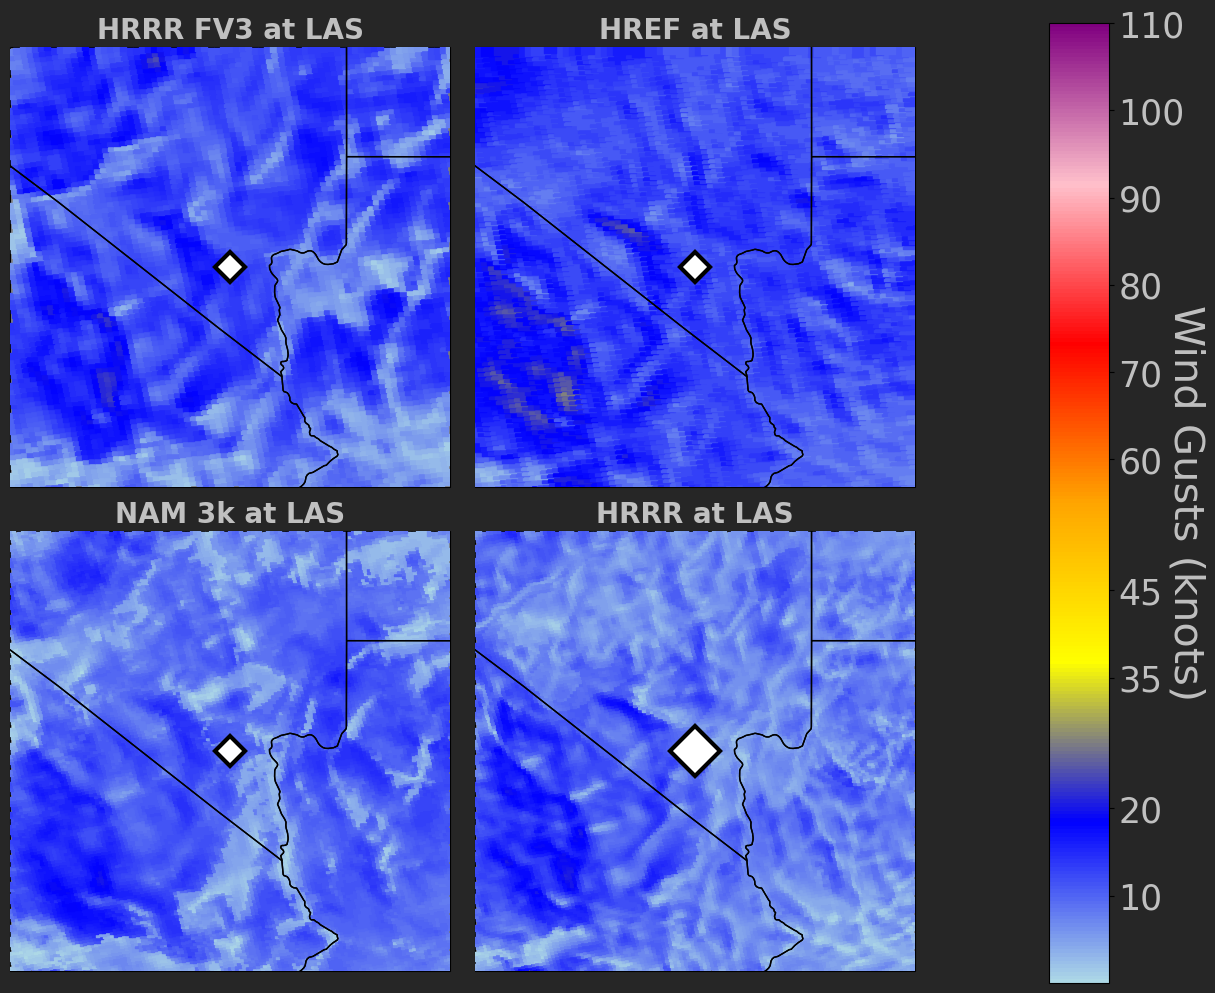 HRRR FV3 at LAS
HREF at LAS
NAM 3k at LAS
HRRR at LAS
110
100
90
80
70
60
45
35
20
10
Wind Gusts (knots)